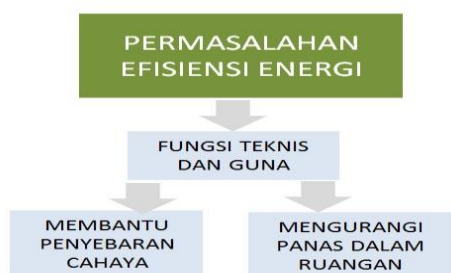 PERMASALAHAN
EFISIENSI ENERGI
FUNGSI TEKNIS
DAN GUNA
MEMBANTU
PENYEBARAN
CAHAYA
MENGURANGI
PANAS DALAM
RUANGAN